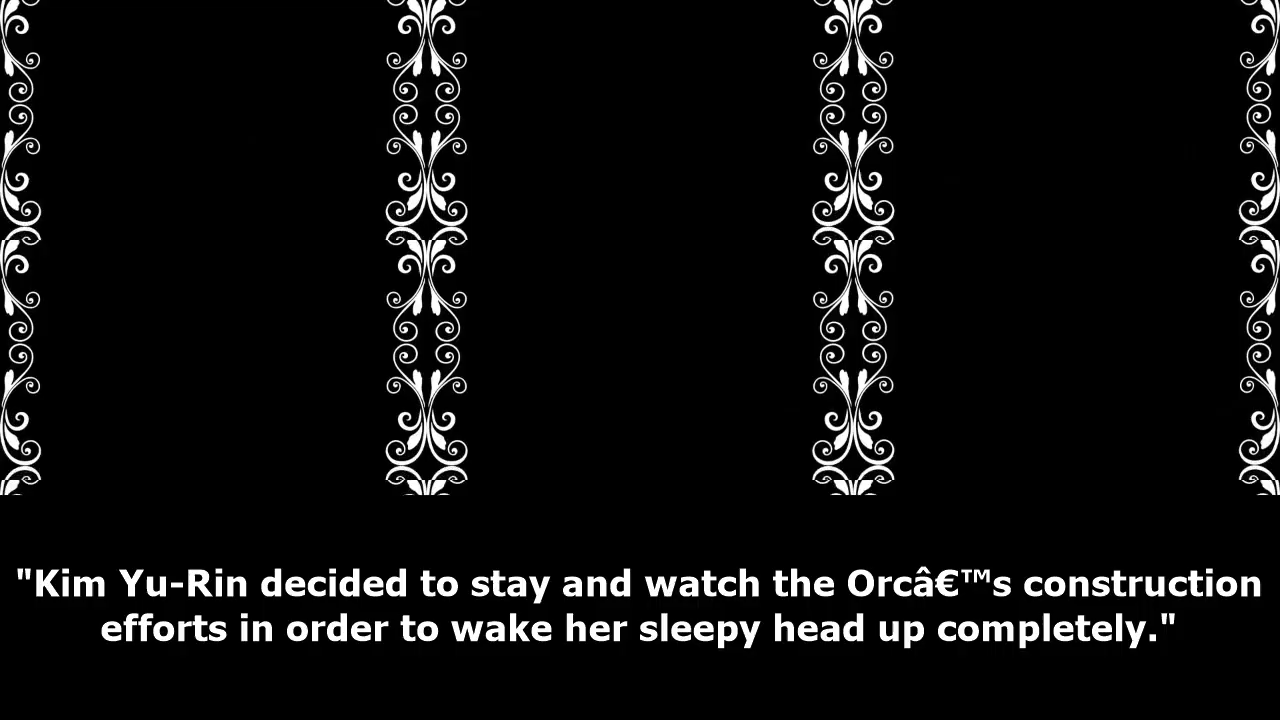 "Kim Yu-Rin decided to stay and watch the Orcâ€™s construction
efforts in order to wake her sleepy head up completely."